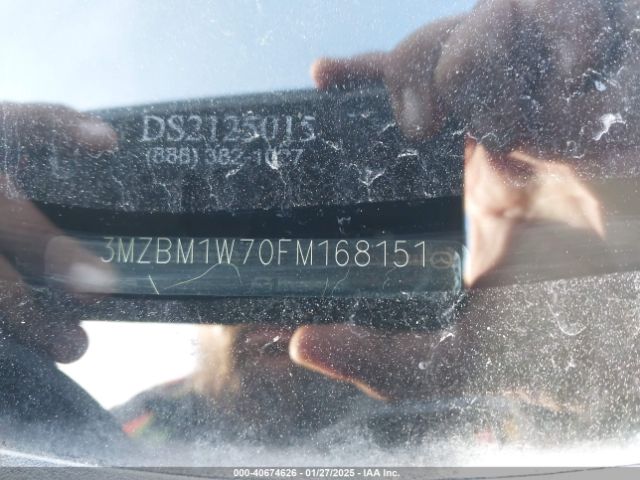 DS2125015
(888) 382-1067
3MZBM1W70FM168151
000-40674626 - 01/27/2025 - IAA Inc.